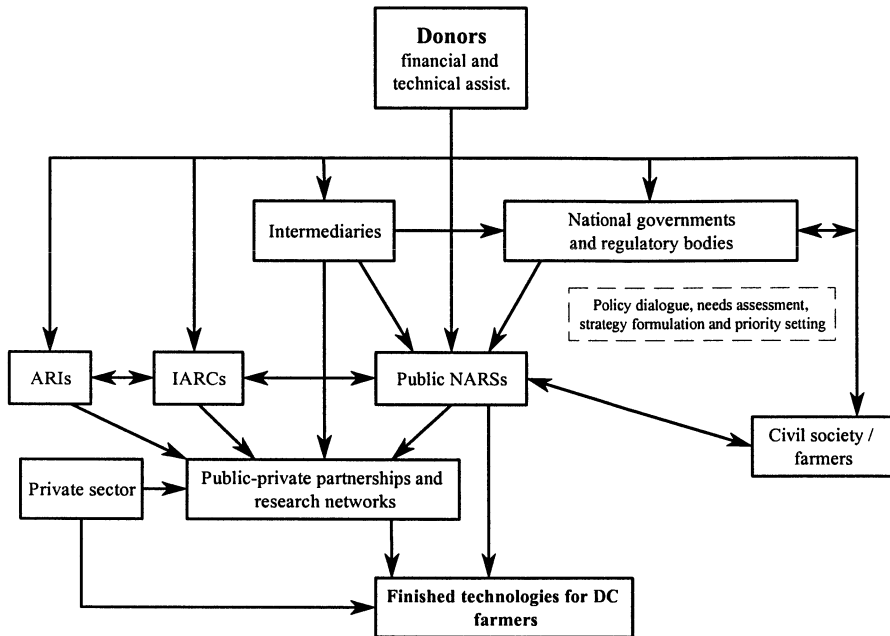 Donors
financial and
technical assist.
Intermediaries
National governments
and regulatory bodies
Policy dialogue, needs assessment,
strategy formulation and priority setting
ARIs
IARCs
Public NARSs
Civil society /
farmers
Private sector
Public-private partnerships and
research networks
Finished technologies for DC
farmers